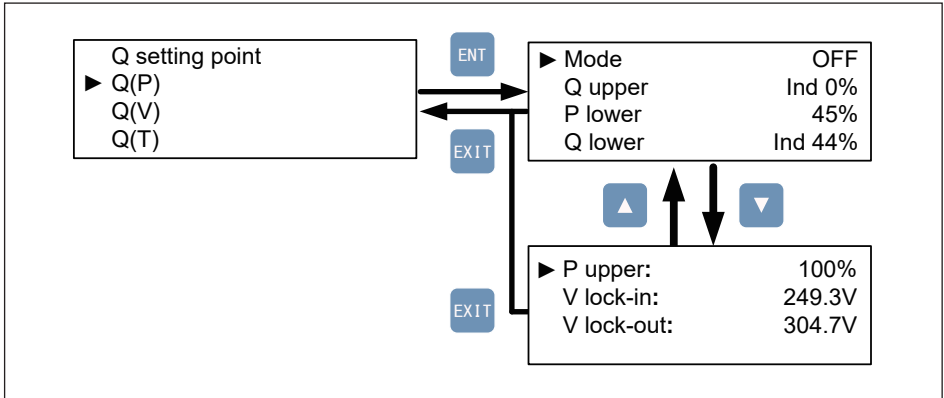 Q setting point
► Q(P)
Q(V)
Q(T)
ENT
EXIT
► Mode OFF
Q upper Ind 0%
P lower 45%
Q lower Ind 44%
▲ ▼
EXIT
► P upper: 100%
V lock-in: 249.3V
V lock-out: 304.7V